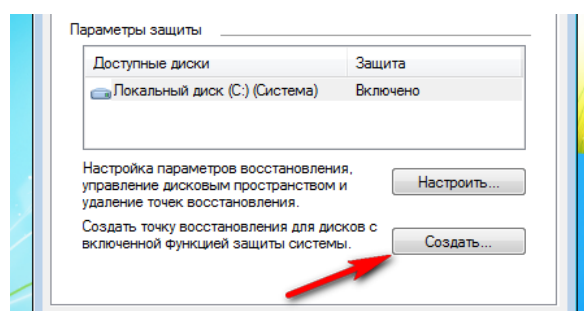 Параметры защиты
Доступные диски Защита
Локальный диск (C:) (Система) Включено
Настройка параметров восстановления,
управление дисковым пространством и
удаление точек восстановления.
Настроить...
Создать точку восстановления для дисков с
включенной функцией защиты системы.
Создать...